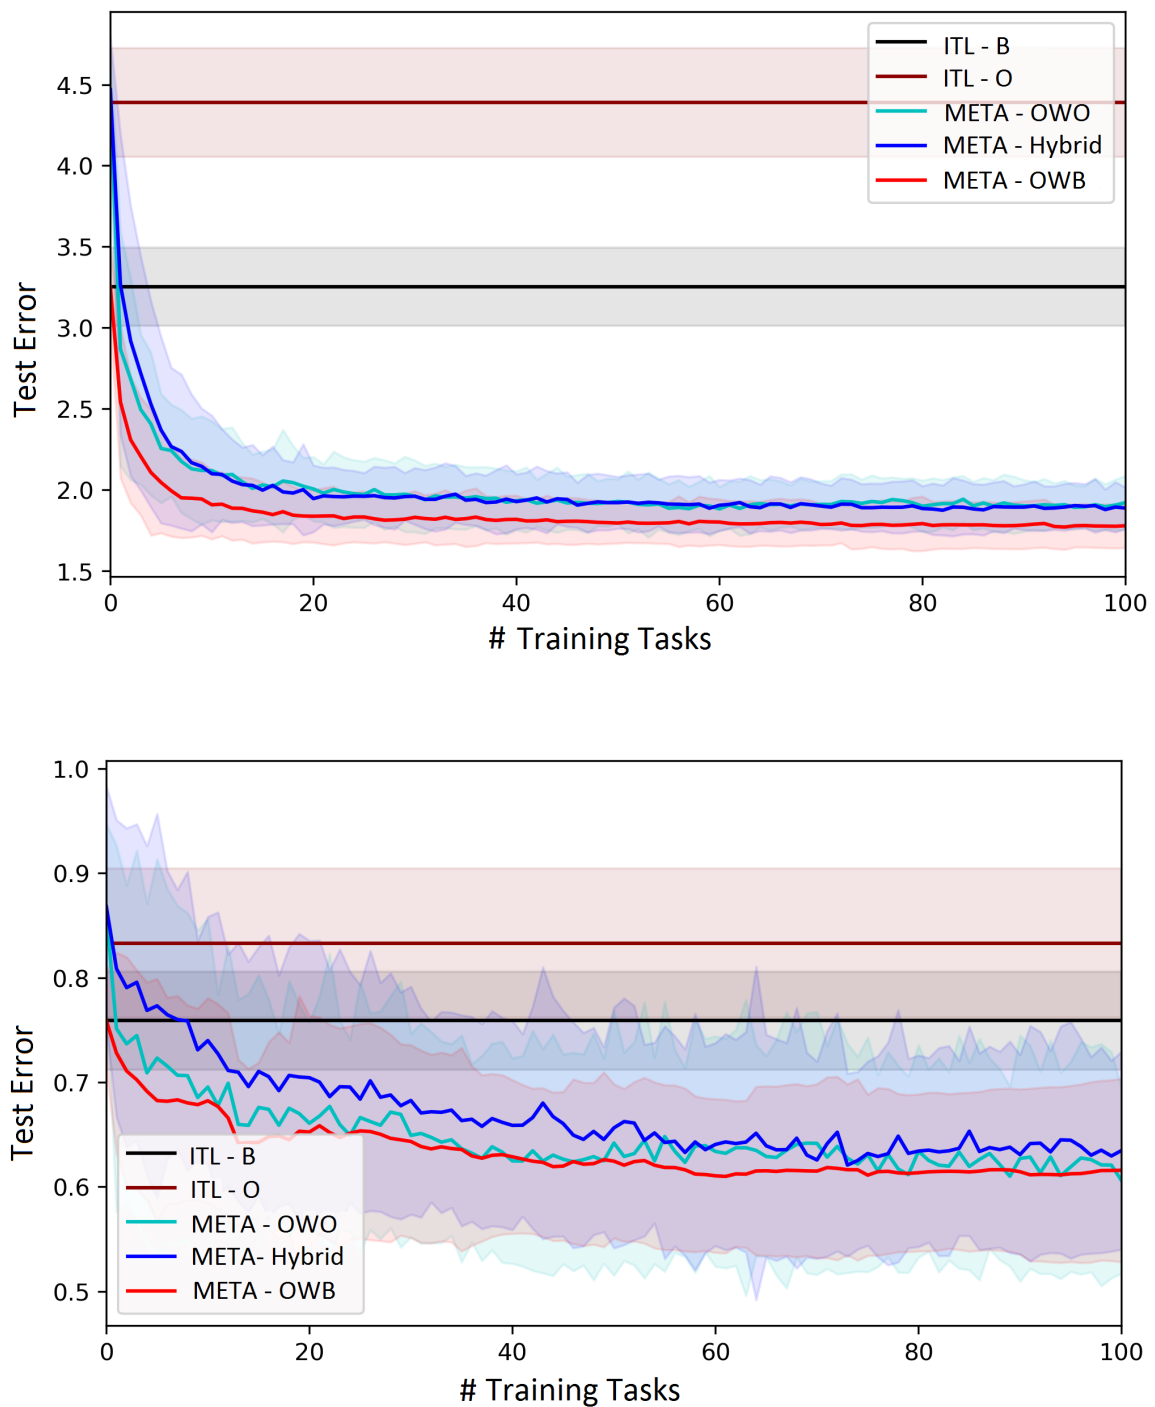 ITL - B
ITL - O
META - OWO
META - Hybrid
META - OWB
4.5
4.0
3.5
3.0
2.5
2.0
1.5
Test Error
0 20 40 60 80 100
# Training Tasks
1.0
0.9
0.8
0.7
0.6
0.5
Test Error
ITL - B
ITL - O
META - OWO
META- Hybrid
META - OWB
0 20 40 60 80 100
# Training Tasks